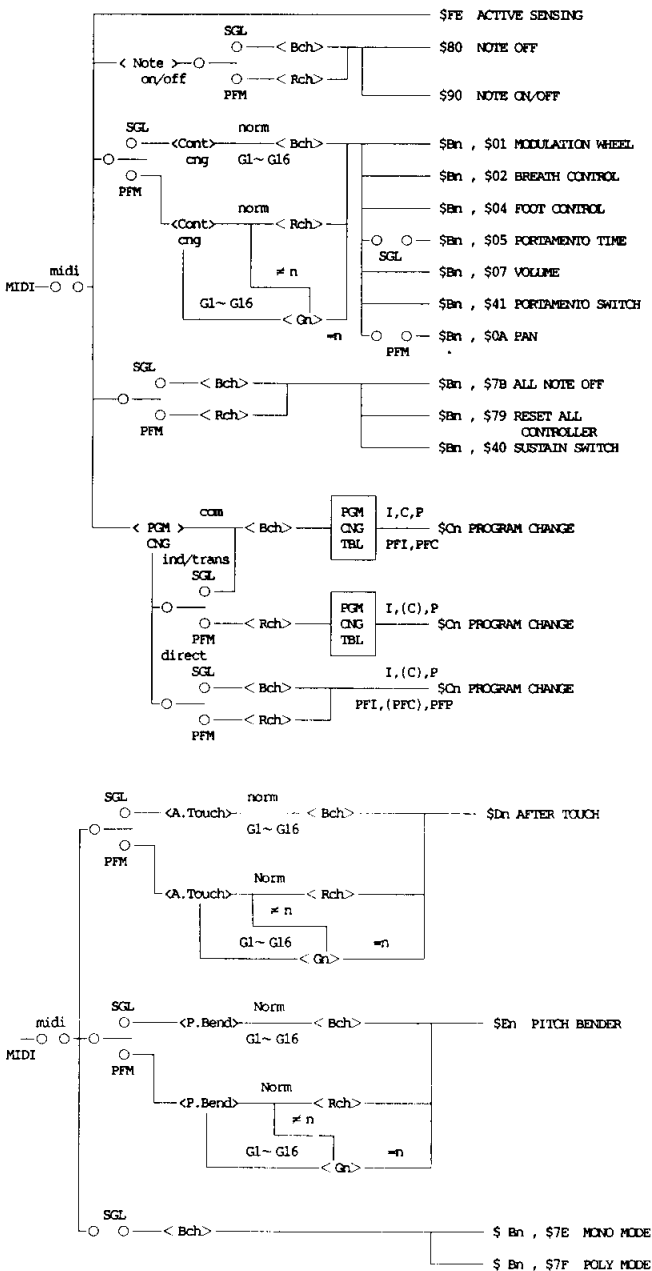 $FE ACTIVE SENSING
SGL
< Bch>
$80 NOTE OFF
< Note >
on/off
< Rch>
PFM
$90 NOTE ON/OFF
SGL
norm
<Cont>
cng
G1~ G16
< Bch>
$Bn , $01 MODULATION WHEEL
$Bn , $02 BREATH CONTROL
PFM
norm
$Bn , $04 FOOT CONTROL
<Cont>
cng
< Rch>
SGL
$Bn , $05 PORTAMENTO TIME
≠ n
$Bn , $07 VOLUME
midi
MIDI
G1~ G16
$Bn , $41 PORTAMENTO SWITCH
< Gn>
=n
PFM
$Bn , $0A PAN
SGL
< Bch>
$Bn , $7B ALL NOTE OFF
< Rch>
PFM
$Bn , $79 RESET ALL
CONTROLLER
$Bn , $40 SUSTAIN SWITCH
com
< PGM >
CNG
< Bch>
PGM
CNG
TBL
I,C,P
PFI,PFC
$Cn PROGRAM CHANGE
ind/trans
SGL
PFM
< Rch>
PGM
CNG
TBL
I,(C),P
$Cn PROGRAM CHANGE
direct
SGL
< Bch>
I,(C),P
$Cn PROGRAM CHANGE
PFI,(PFC),PFP
< Rch>
PFM
SGL
norm
<A.Touch>
G1~ G16
< Bch>
$Dn AFTER TOUCH
PFM
Norm
<A.Touch>
< Rch>
≠ n
G1~ G16
=n
< Gn>
SGL
Norm
<P.Bend>
G1~ G16
< Bch>
$En PITCH BENDER
midi
MIDI
PFM
Norm
<P.Bend>
< Rch>
≠ n
G1~ G16
=n
< Gn>
SGL
< Bch>
$ Bn , $7E MONO MODE
$ Bn , $7F POLY MODE